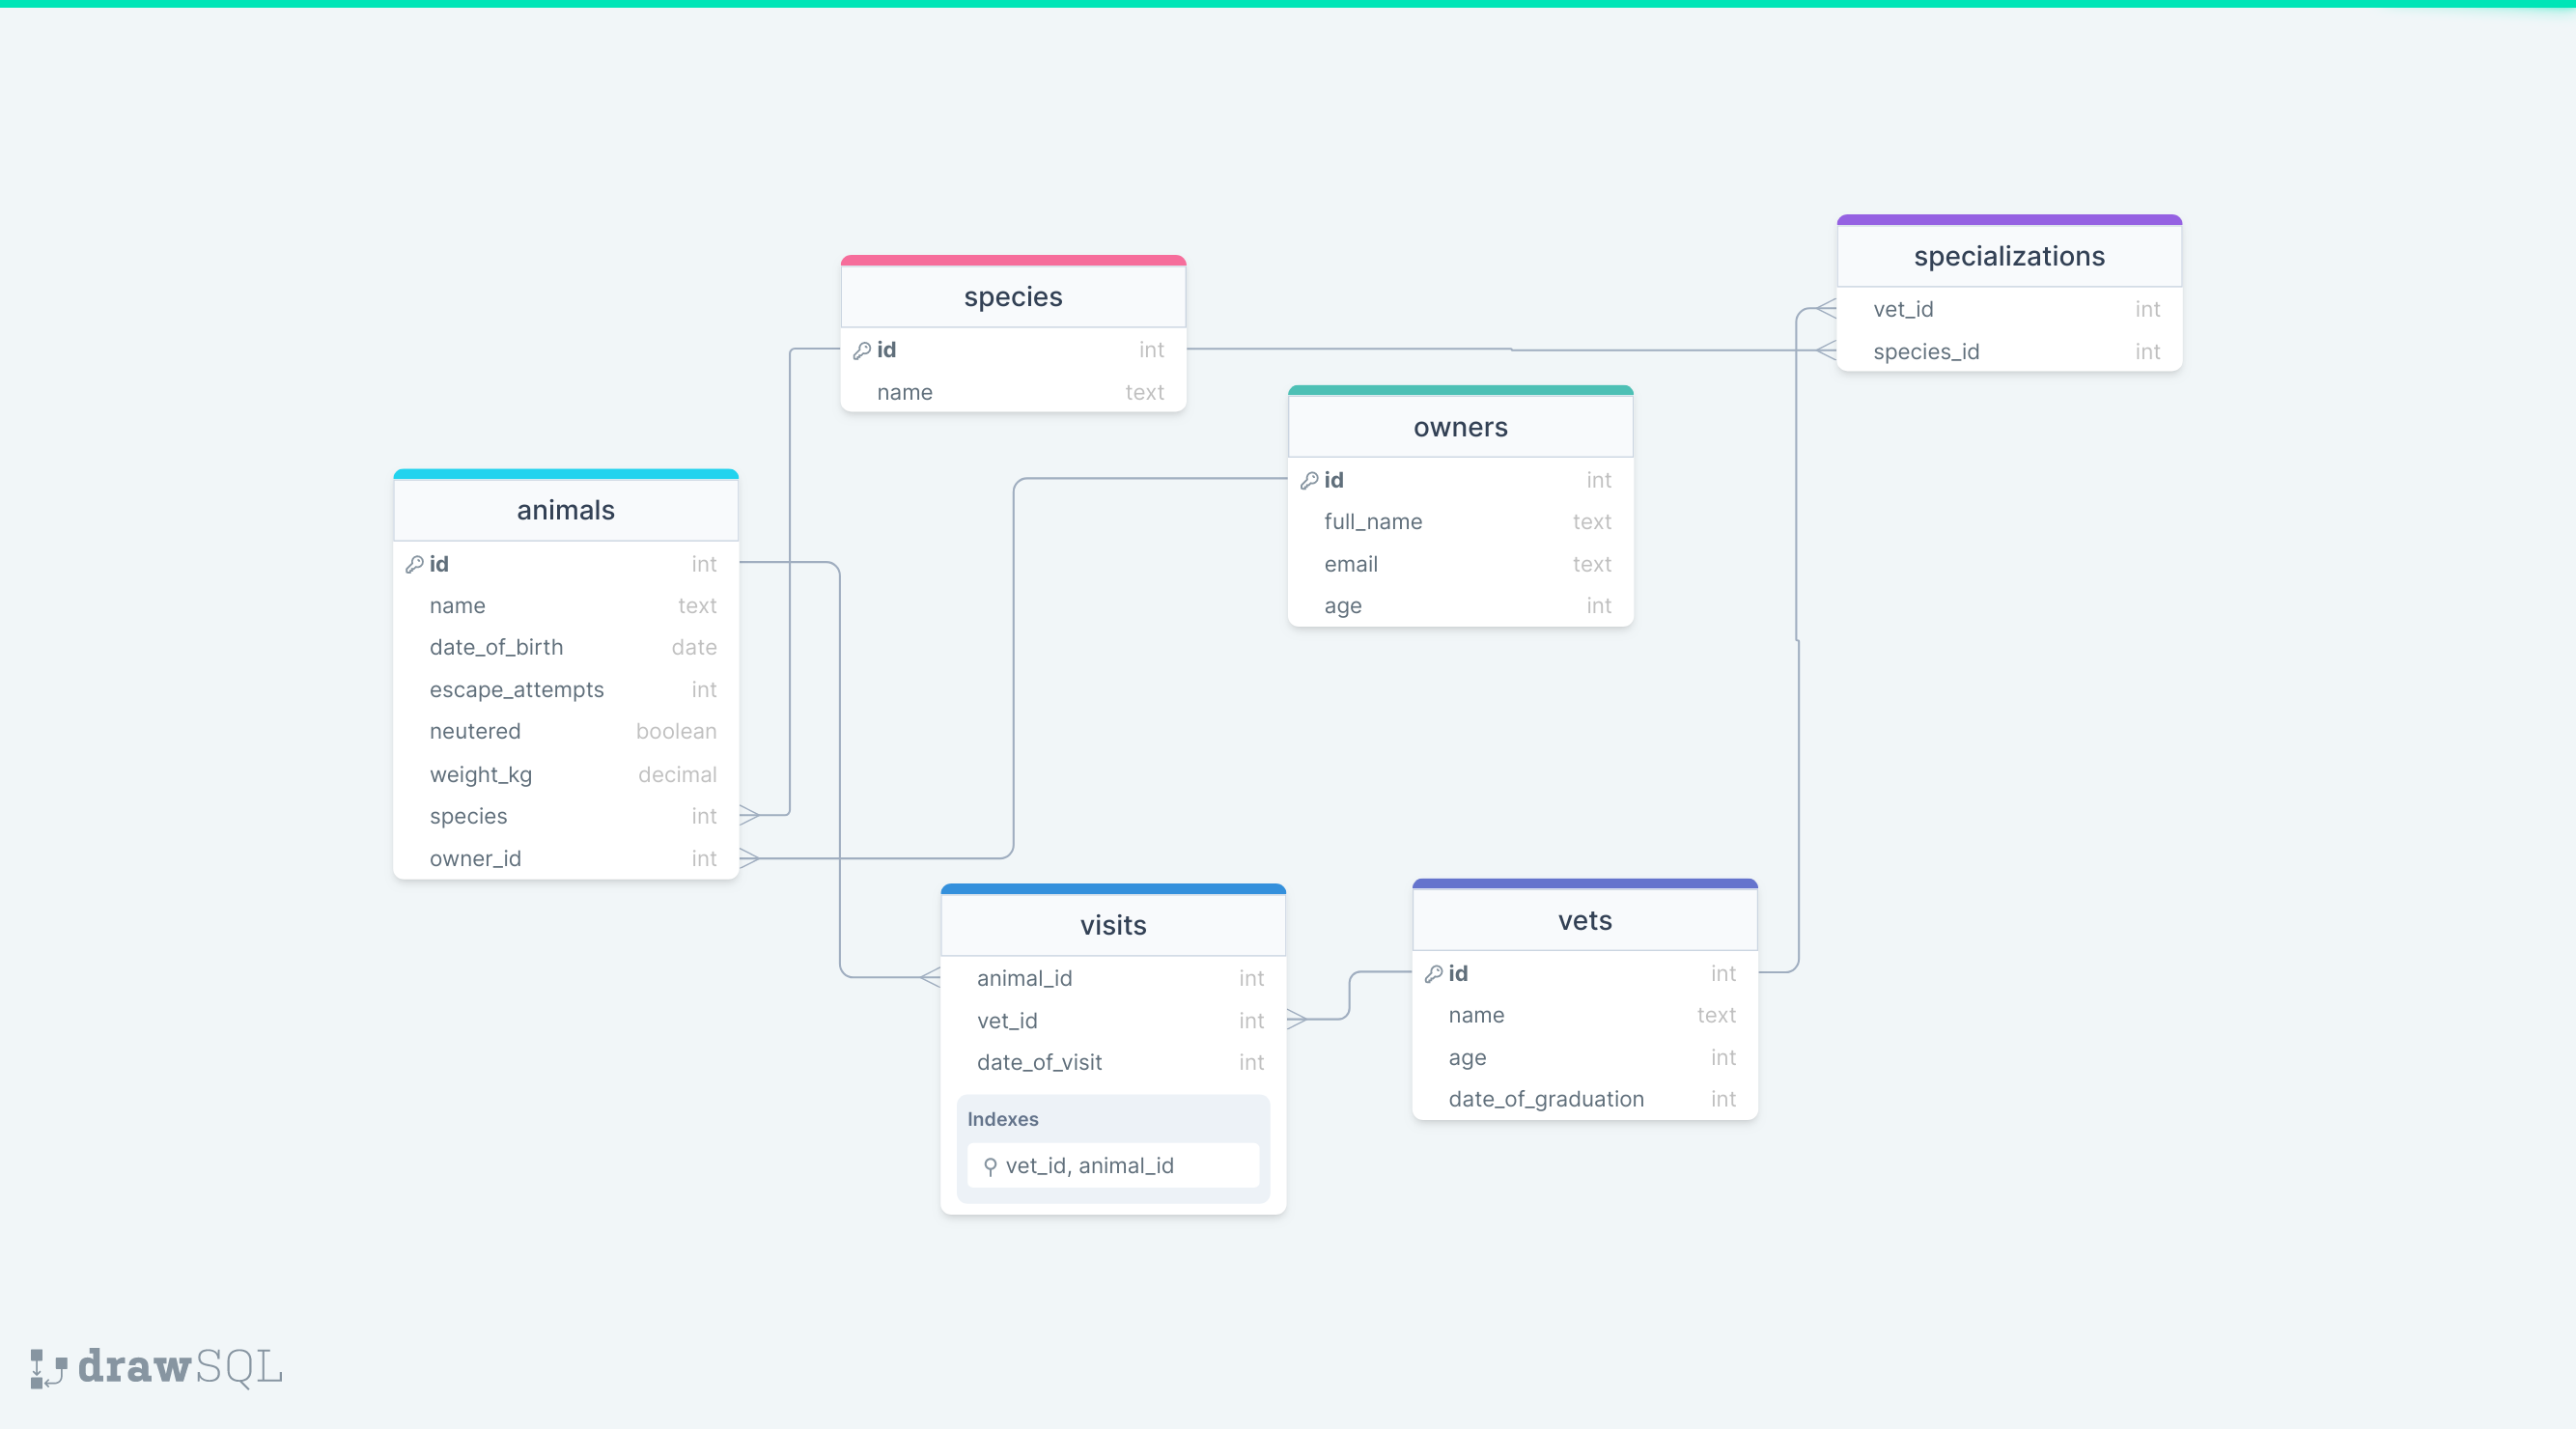 species
id int
name text
specializations
vet_id int
species_id int
owners
id int
full_name text
email text
age int
animals
id int
name text
date_of_birth date
escape_attempts int
neutered boolean
weight_kg decimal
species int
owner_id int
visits
animal_id int
vet_id int
date_of_visit int
Indexes
vet_id, animal_id
vets
id int
name text
age int
date_of_graduation int
drawSQL